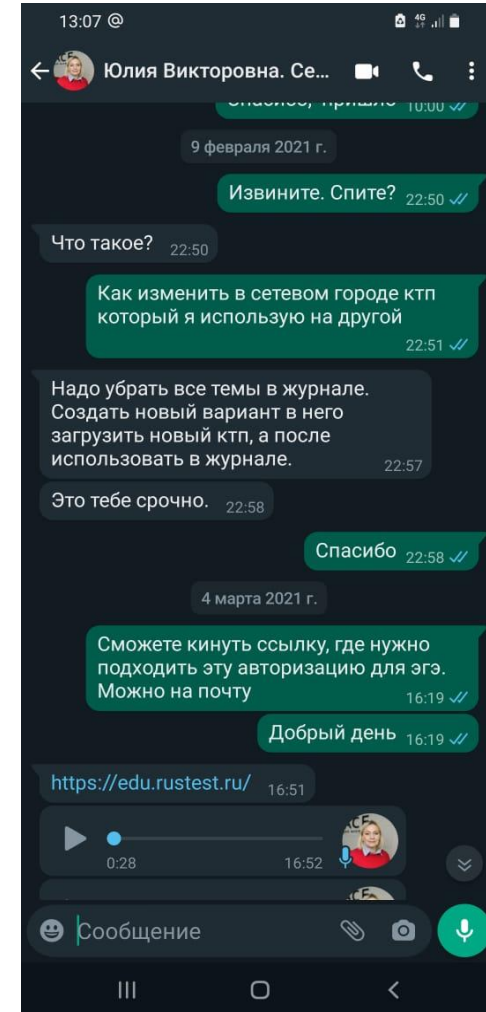 13:07 @
4G
Юлия Викторовна. Се...
Спасибо, пришло 10:00
9 февраля 2021 г.
Извините. Спите? 22:50
Что такое? 22:50
Как изменить в сетевом городе ктп
который я использую на другой
22:51
Надо убрать все темы в журнале.
Создать новый вариант в него
загрузить новый ктп, а после
использовать в журнале. 22:57
Это тебе срочно. 22:58
Спасибо 22:58
4 марта 2021 г.
Сможете кинуть ссылку, где нужно
подходить эту авторизацию для эгэ.
Можно на почту
16:19
Добрый день 16:19
https://edu.rustest.ru/ 16:51
0:28 16:52
Сообщение